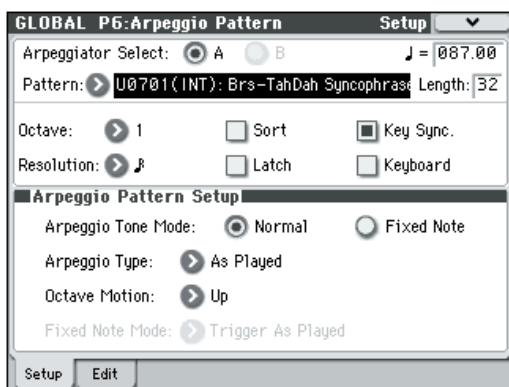 GLOBAL P6:Arpeggio Pattern Setup
Arpeggiator Select: A B ♩= 087.00
Pattern: U0701(INT): Brs-TahDah Syncophrase Length: 32
Octave: 1 Sort Key Sync.
Resolution: Latch Keyboard
Arpeggio Pattern Setup
Arpeggio Tone Mode: Normal Fixed Note
Arpeggio Type: As Played
Octave Motion: Up
Fixed Note Mode: Trigger As Played
Setup Edit